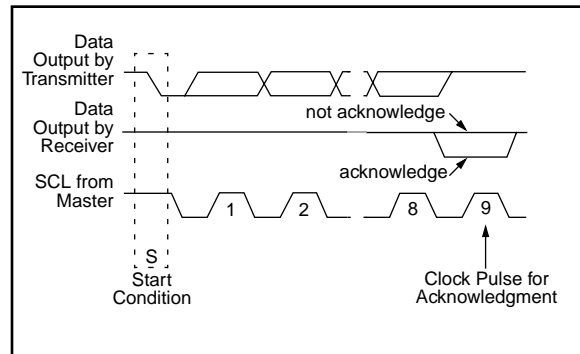 Data
Output by
Transmitter
Data
Output by
Receiver
not acknowledge
acknowledge
SCL from
Master
1
2
8
9
S
Start
Condition
Clock Pulse for
Acknowledgment